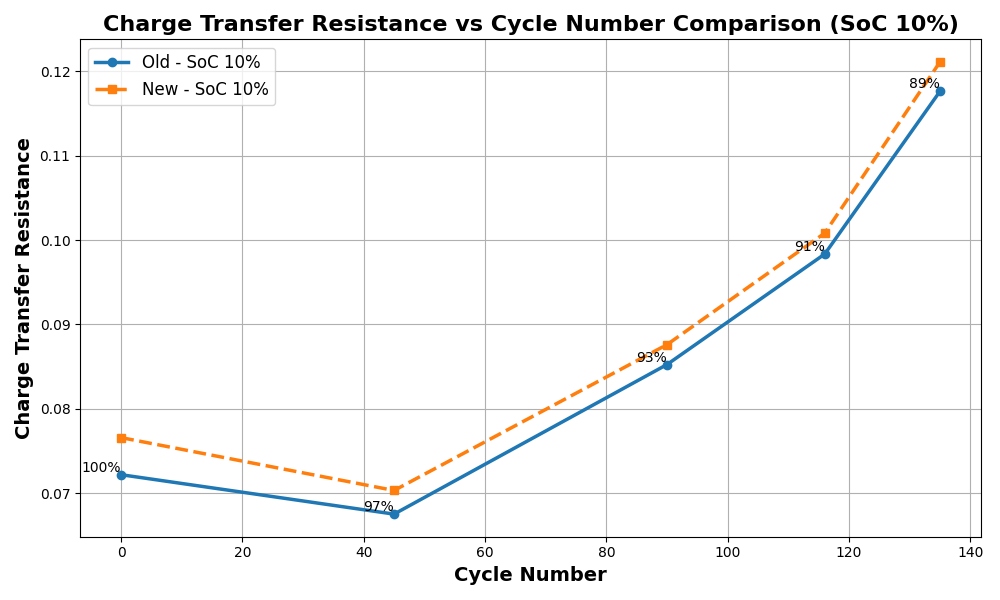 Charge Transfer Resistance vs Cycle Number Comparison (SoC 10%)
Old - SoC 10%
New - SoC 10%
Charge Transfer Resistance
0.12
0.11
0.10
0.09
0.08
0.07
100%
97%
93%
91%
89%
0 20 40 60 80 100 120 140
Cycle Number